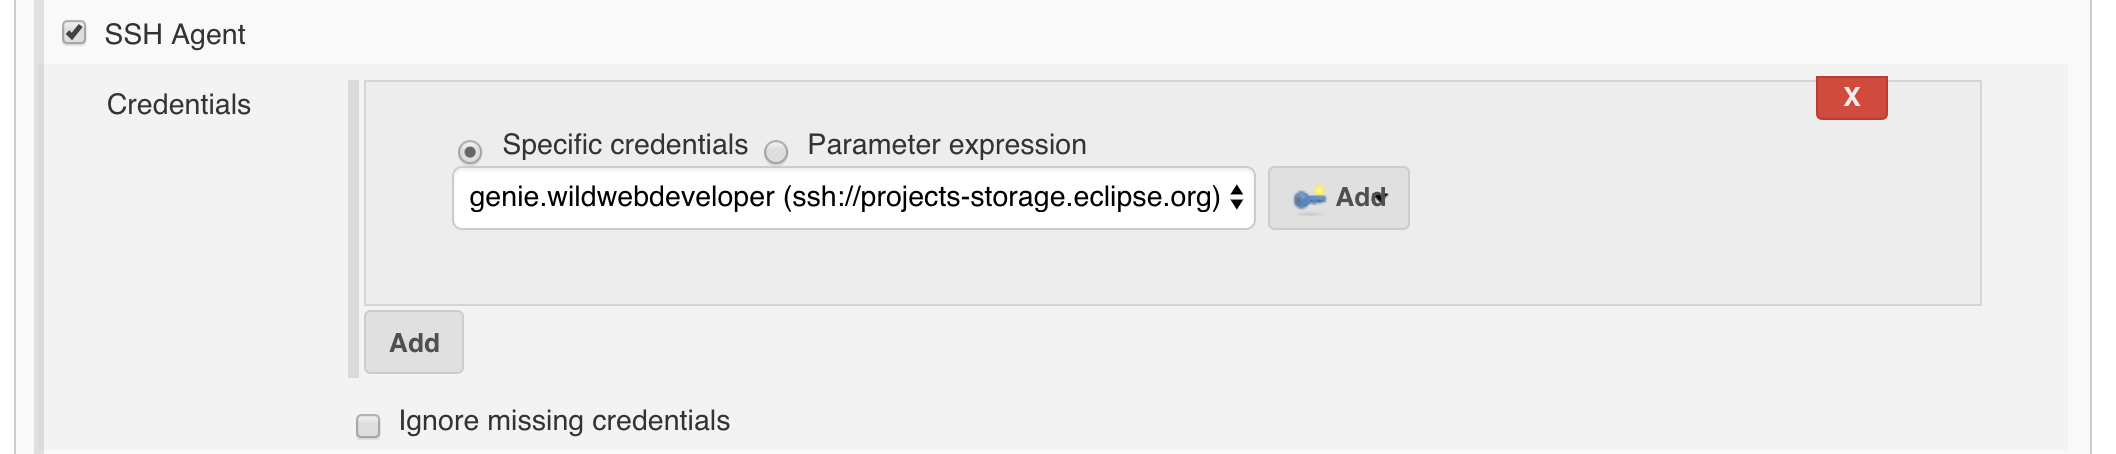 SSH Agent
Credentials
X
Specific credentials Parameter expression
genie.wildwebdeveloper (ssh://projects-storage.eclipse.org) Add
Add
Ignore missing credentials